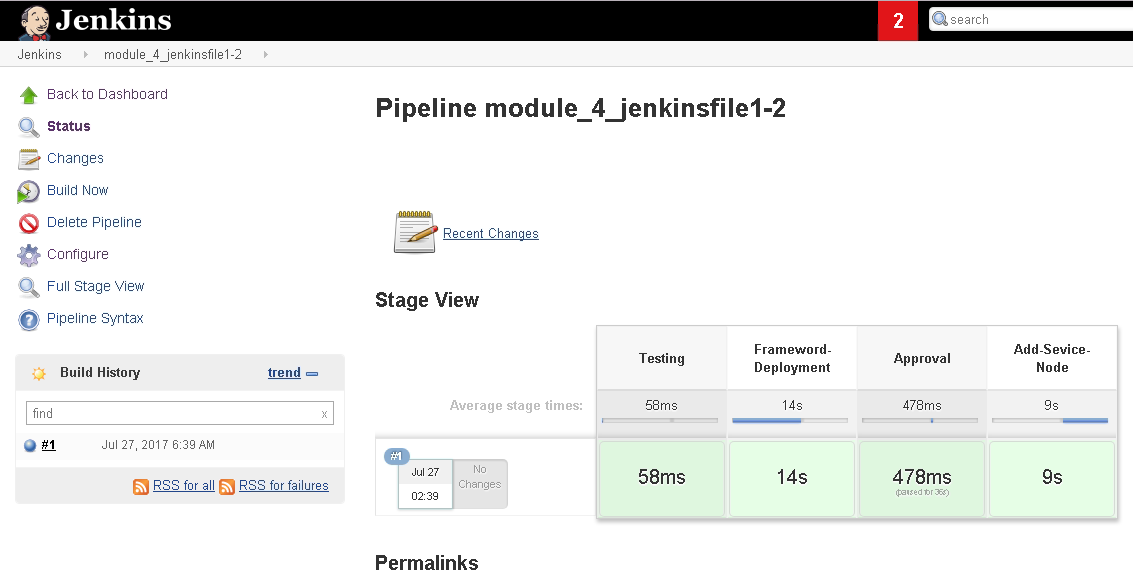 Jenkins
2
search
Jenkins
module_4_jenkinsfile1-2
Back to Dashboard
Status
Changes
Build Now
Delete Pipeline
Configure
Full Stage View
Pipeline Syntax
Build History
trend
find
x
#1 Jul 27, 2017 6:39 AM
RSS for all RSS for failures
Pipeline module_4_jenkinsfile1-2
Recent Changes
Stage View
Testing
Frameword-
Deployment
Approval
Add-Sevice-
Node
Average stage times:
58ms 14s 478ms 9s
#1
Jul 27
02:39
No
Changes
58ms 14s 478ms 9s
(paused for 36s)
Permalinks